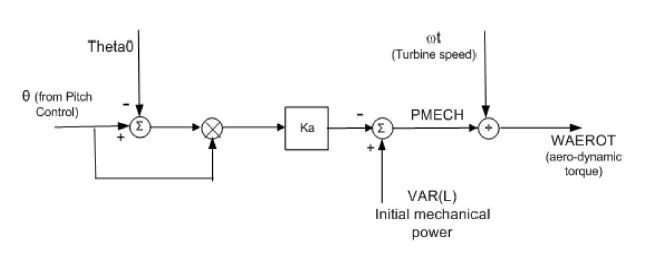 Theta0
θ (from Pitch
Control)
-
+
Σ
Ka
-
+
Σ
PMECH
ωt
(Turbine speed)
÷
WAEROT
(aero-dynamic
torque)
VAR(L)
Initial mechanical
power